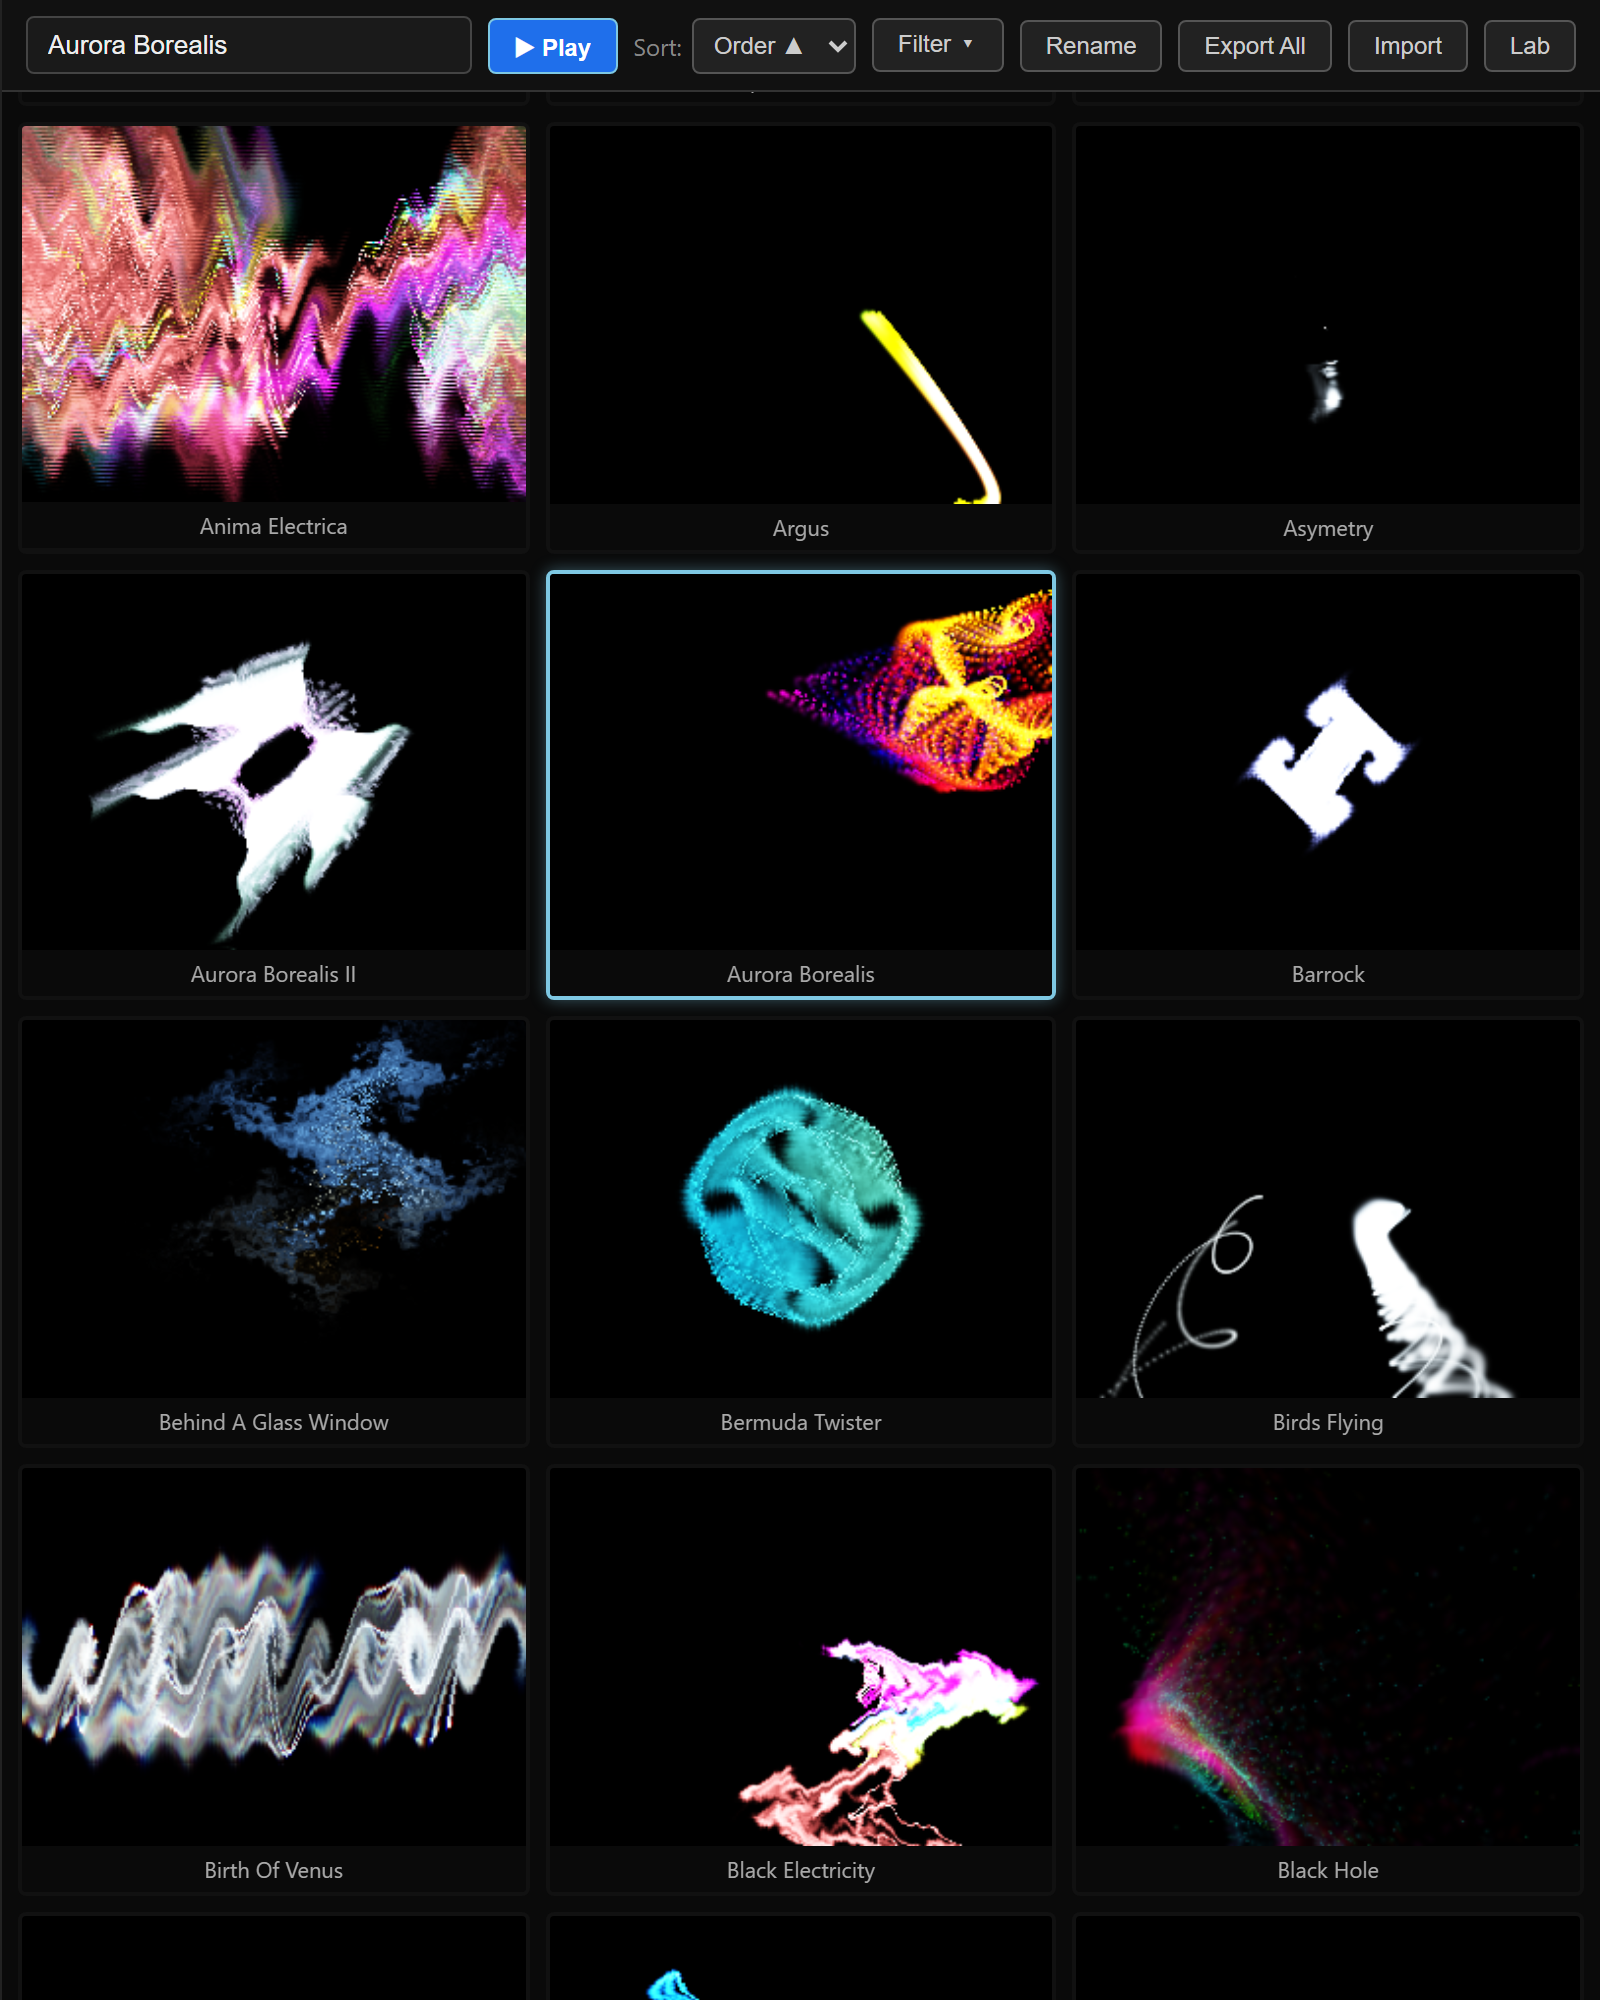 Aurora Borealis
▶ Play
Sort:
Order ▲
Filter ▼
Rename
Export All
Import
Lab
Anima Electrica
Argus
Asymetry
Aurora Borealis II
Aurora Borealis
Barrock
Behind A Glass Window
Bermuda Twister
Birds Flying
Birth Of Venus
Black Electricity
Black Hole